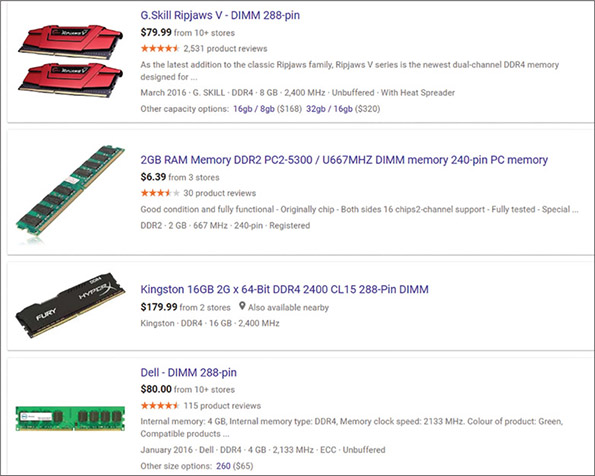 G.Skill Ripjaws V - DIMM 288-pin
$79.99 from 10+ stores
2,531 product reviews
As the latest addition to the classic Ripjaws family, Ripjaws V series is the newest dual-channel DDR4 memory
designed for ...
March 2016 · G. SKILL · DDR4 · 8 GB · 2,400 MHz · Unbuffered · With Heat Spreader
Other capacity options: 16gb / 8gb ($168) 32gb / 16gb ($320)
RIPJAWS V
2GB RAM Memory DDR2 PC2-5300 / U667MHZ DIMM memory 240-pin PC memory
$6.39 from 3 stores
30 product reviews
Good condition and fully functional - Originally chip - Both sides 16 chips2-channel support - Fully tested - Special ...
DDR2 · 2 GB · 667 MHz · 240-pin · Registered
Kingston 16GB 2G x 64-Bit DDR4 2400 CL15 288-Pin DIMM
$179.99 from 2 stores Also available nearby
Kingston · DDR4 · 16 GB · 2,400 MHz
FURY HYPERX DDR4
Dell - DIMM 288-pin
$80.00 from 10+ stores
115 product reviews
Internal memory: 4 GB, Internal memory type: DDR4, Memory clock speed: 2133 MHz. Colour of product: Green,
Compatible products ...
January 2016 · Dell · DDR4 · 4 GB · 2,133 MHz · ECC · Unbuffered
Other size options: 260 ($65)